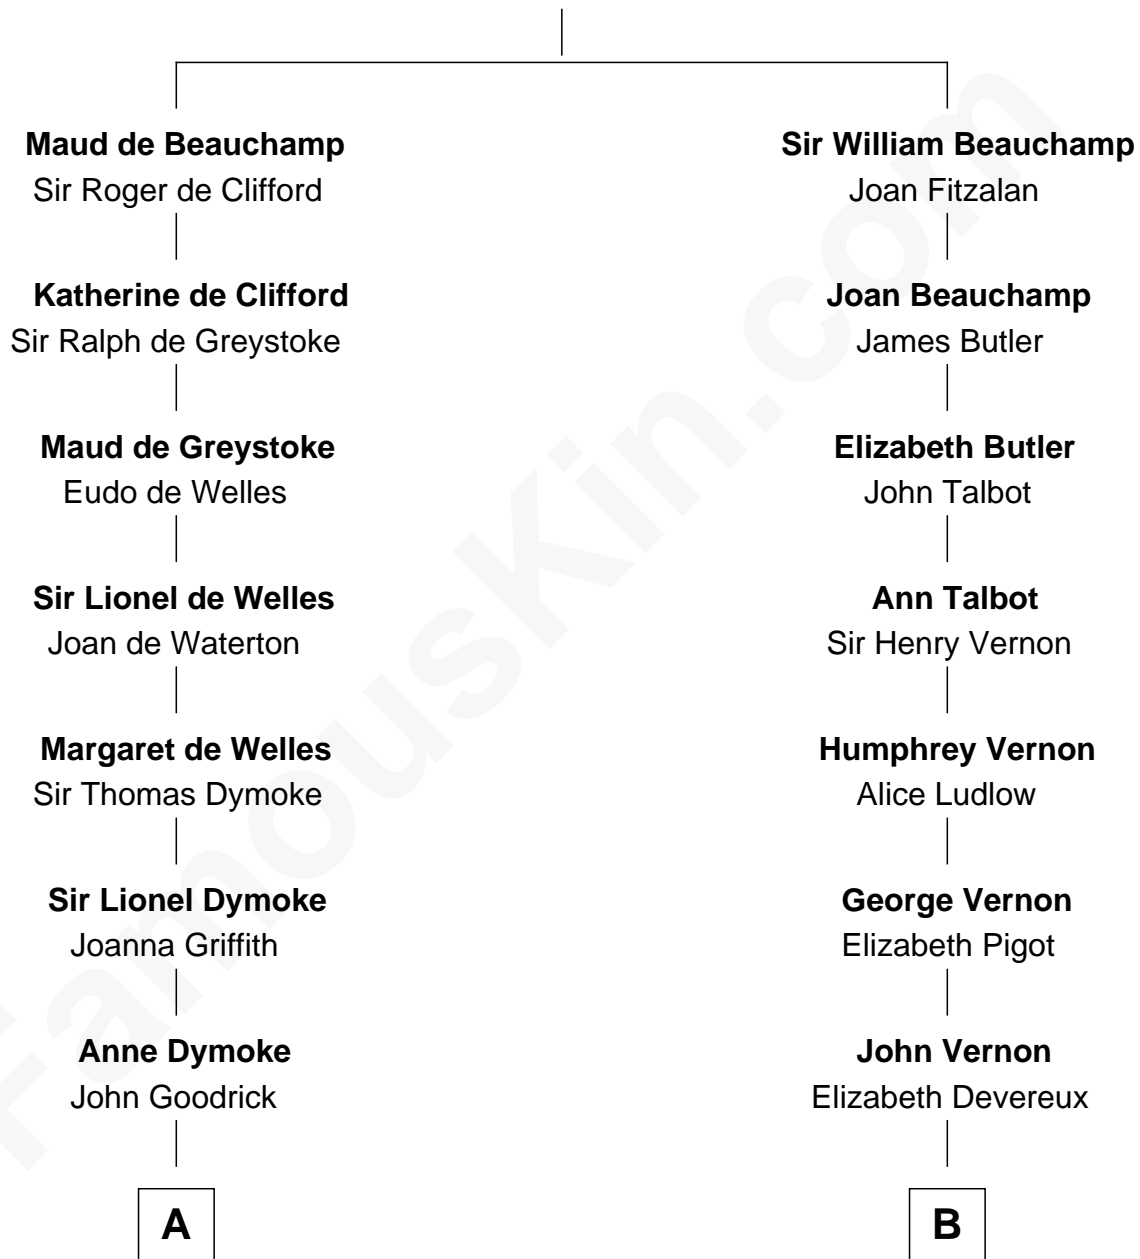 Maud de Beauchamp
Sir Roger de Clifford
Katherine de Clifford
Sir Ralph de Greystoke
Maud de Greystoke
Eudo de Welles
Sir Lionel de Welles
Joan de Waterton
Margaret de Welles
Sir Thomas Dymoke
Sir Lionel Dymoke
Joanna Griffith
Anne Dymoke
John Goodrick
A
Sir William Beauchamp
Joan Fitzalan
Joan Beauchamp
James Butler
Elizabeth Butler
John Talbot
Ann Talbot
Sir Henry Vernon
Humphrey Vernon
Alice Ludlow
George Vernon
Elizabeth Pigot
John Vernon
Elizabeth Devereux
B
FamousKin.com